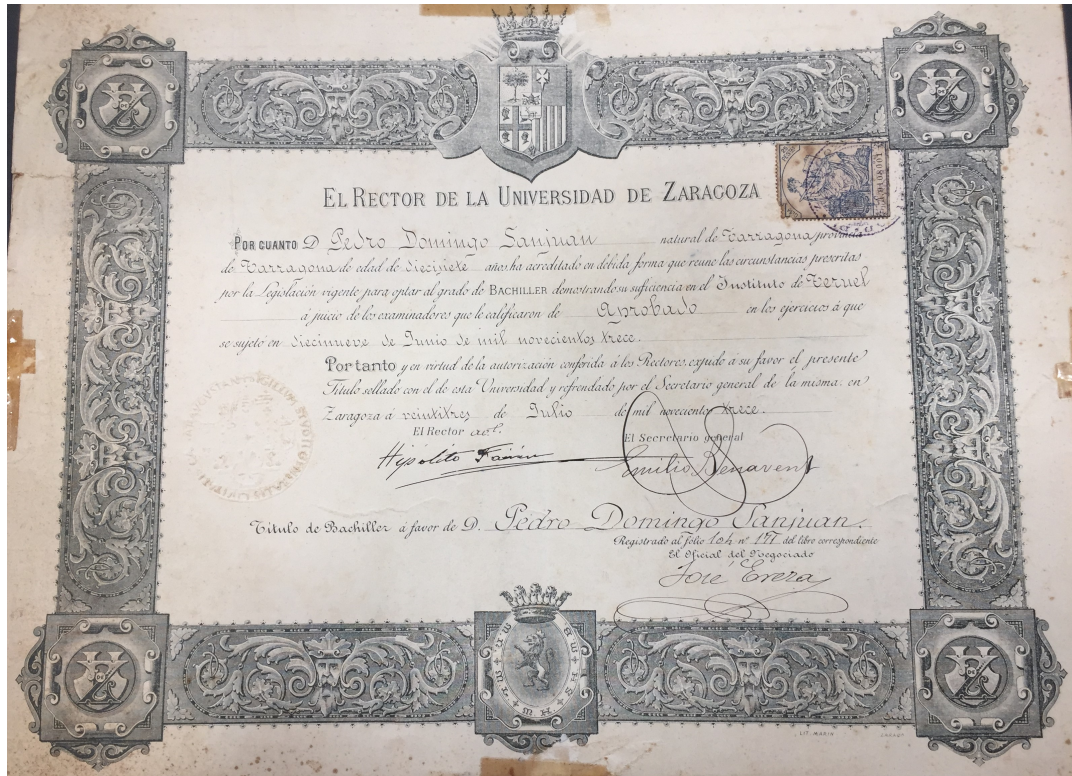 EL RECTOR DE LA UNIVERSIDAD DE ZARAGOZA
POR CUANTO D. Pedro Domingo Sanjuan natural de Tarragona provincia
de Tarragona de edad de diecisiete años ha acreditado en debida forma que reune las circunstancias prescritas
por la Legislación vigente para optar al grado de BACHILLER demostrando su suficiencia en el Instituto de Teruel
á juicio de los examinadores que le calificaron de Aprobado en los ejercicios á que
se sujetó en diecinueve de Junio de mil novecientos trece.
Por tanto y en virtud de la autorización conferida á los Rectores expido a su favor el presente
Título sellado con el de esta Universidad y refrendado por el Secretario general de la misma en
Zaragoza á veintitres de Julio de mil novecientos trece.
El Rector acc.
El Secretario general
Hipólito
Emilio Benavent
Título de Bachiller á favor de D. Pedro Domingo Sanjuan.
Registrado al folio 104 nº 177 del libro correspondiente
El Oficial del Negociado
José
LIT. MARIN